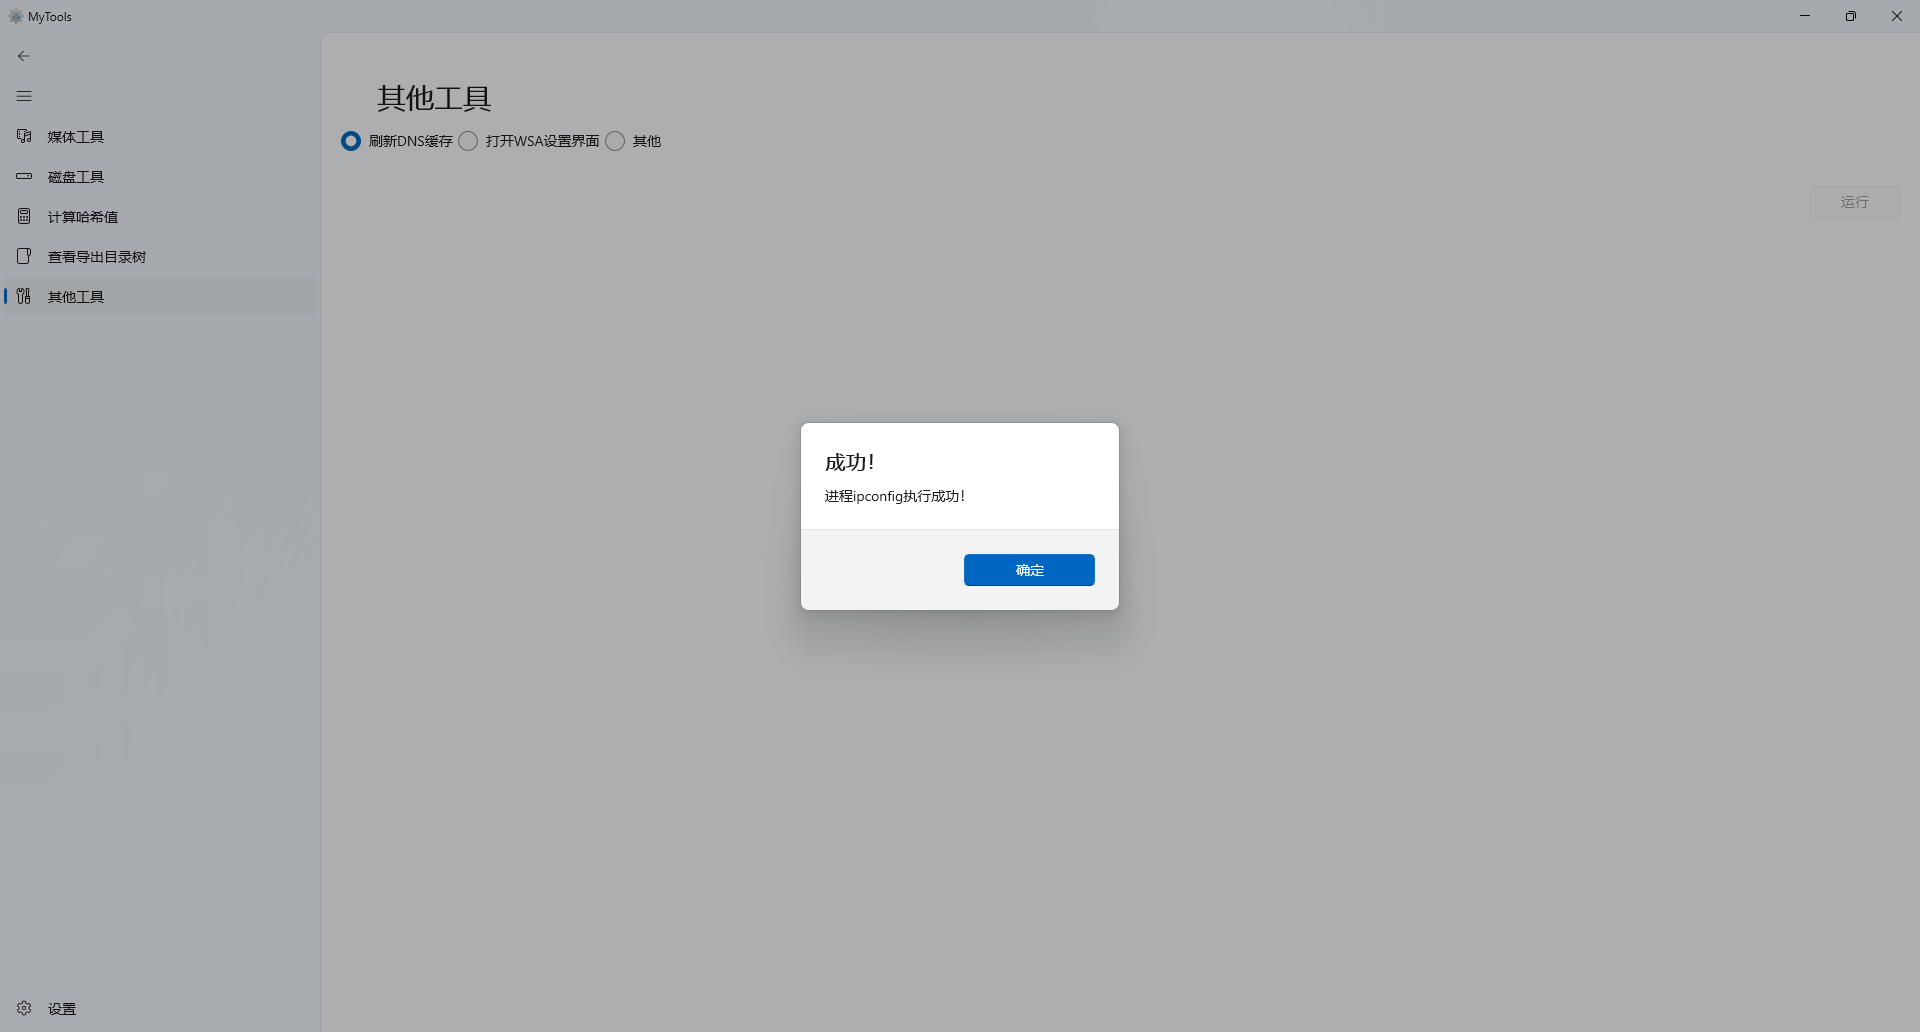 MyTools
媒体工具
磁盘工具
计算哈希值
查看导出目录树
其他工具
设置
其他工具
刷新DNS缓存 打开WSA设置界面 其他
运行
成功！
进程ipconfig执行成功！
确定